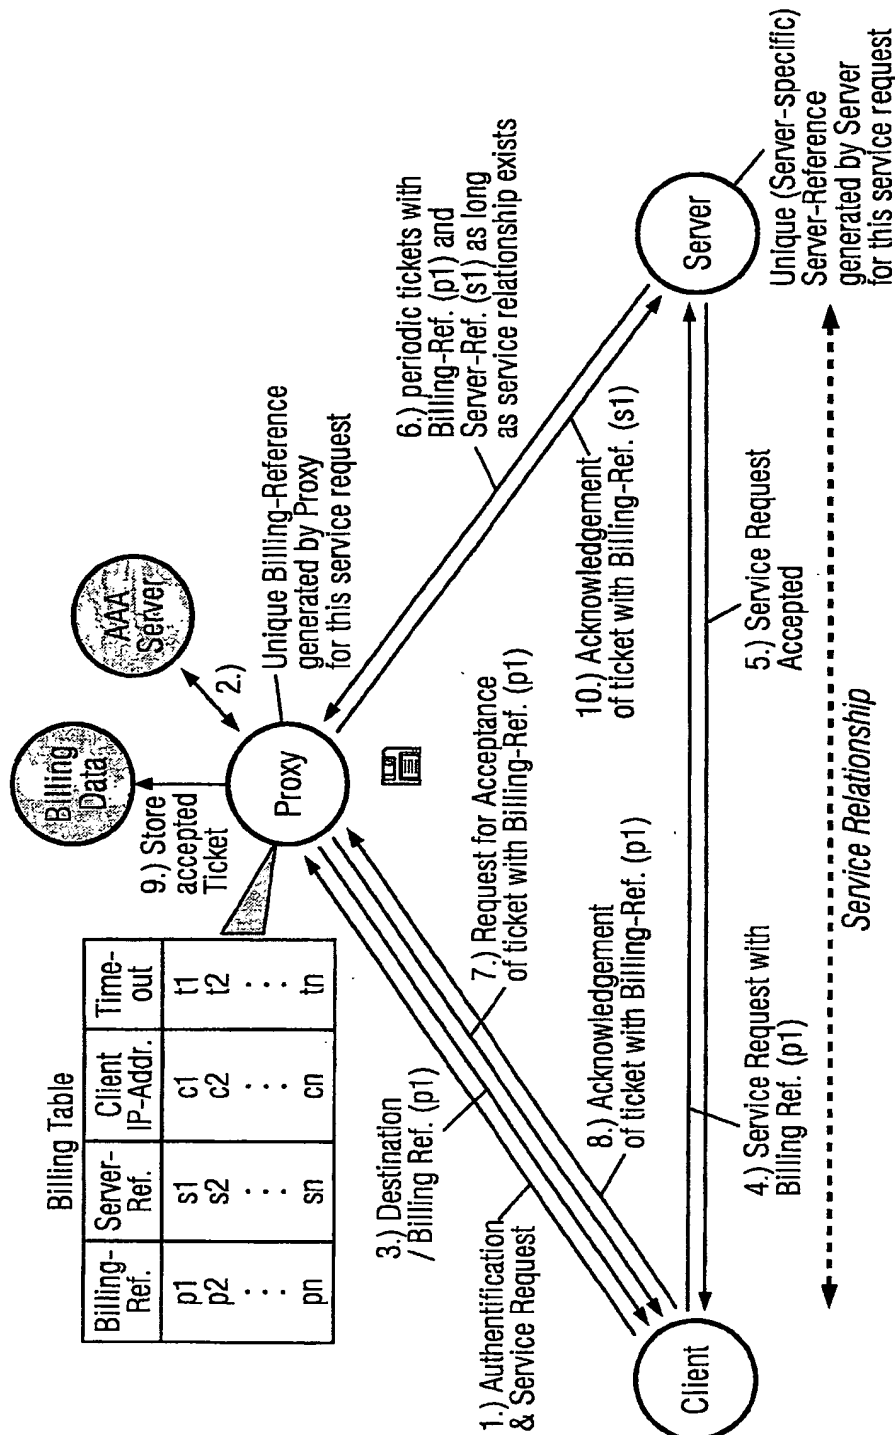 Billing Table
Billing-Ref. Server-Ref. Client IP-Addr. Time-out
p1 s1 c1 t1
p2 s2 c2 t2
. . . . . . . . . . . .
pn sn cn tn
Billing
Data
AAA
Server
9.) Store
accepted
Ticket
2.)
Proxy
Unique Billing-Reference
generated by Proxy
for this service request
1.) Authentification
& Service Request
3.) Destination
/ Billing Ref. (p1)
7.) Request for Acceptance
of ticket with Billing-Ref. (p1)
8.) Acknowledgement
of ticket with Billing-Ref. (p1)
6.) periodic tickets with
Billing-Ref. (p1) and
Server-Ref. (s1) as long
as service relationship exists
10.) Acknowledgement
of ticket with Billing-Ref. (s1)
Client
Server
4.) Service Request with
Billing Ref. (p1)
5.) Service Request
Accepted
Unique (Server-specific)
Server-Reference
generated by Server
for this service request
Service Relationship